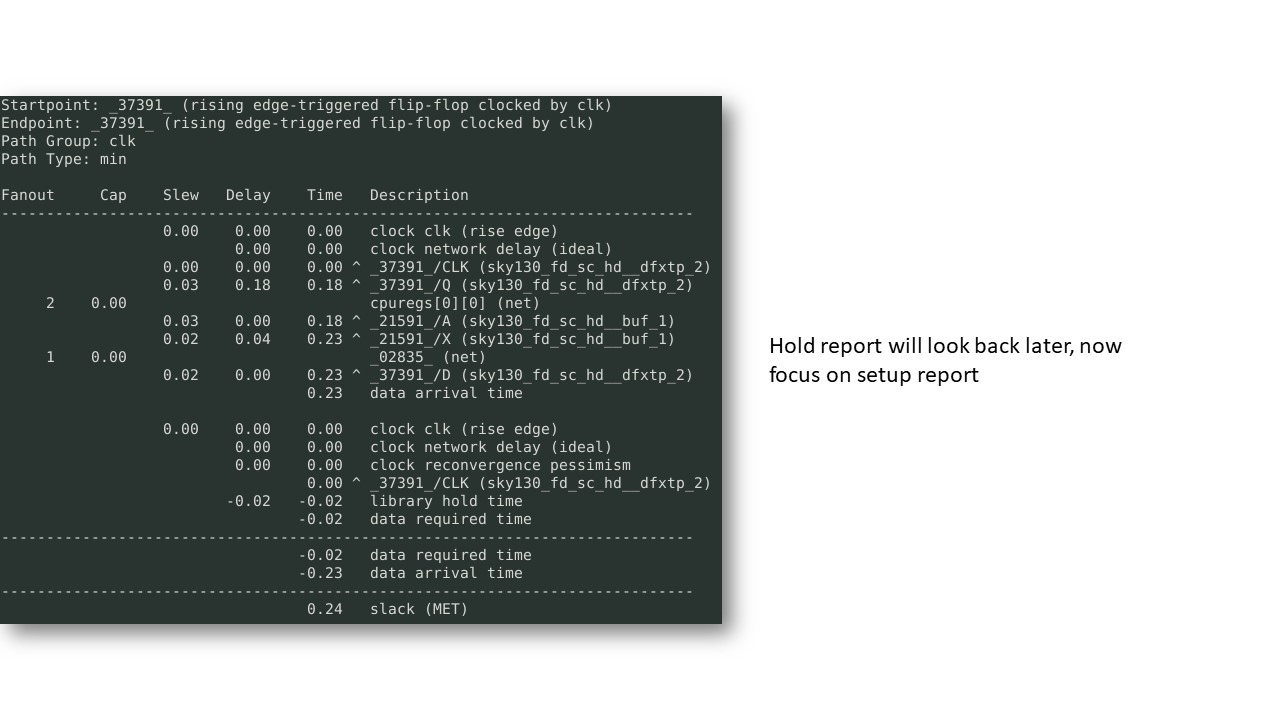 Startpoint: _37391_ (rising edge-triggered flip-flop clocked by clk)
Endpoint: _37391_ (rising edge-triggered flip-flop clocked by clk)
Path Group: clk
Path Type: min
Fanout     Cap    Slew   Delay    Time   Description
-----------------------------------------------------------------------------
                  0.00    0.00    0.00   clock clk (rise edge)
                          0.00    0.00   clock network delay (ideal)
                  0.00    0.00    0.00 ^ _37391_/CLK (sky130_fd_sc_hd__dfxtp_2)
                  0.03    0.18    0.18 ^ _37391_/Q (sky130_fd_sc_hd__dfxtp_2)
     2    0.00                           cpuregs[0][0] (net)
                  0.03    0.00    0.18 ^ _21591_/A (sky130_fd_sc_hd__buf_1)
                  0.02    0.04    0.23 ^ _21591_/X (sky130_fd_sc_hd__buf_1)
     1    0.00                           _02835_ (net)
                  0.02    0.00    0.23 ^ _37391_/D (sky130_fd_sc_hd__dfxtp_2)
                                  0.23   data arrival time
                  0.00    0.00    0.00   clock clk (rise edge)
                          0.00    0.00   clock network delay (ideal)
                          0.00    0.00   clock reconvergence pessimism
                                  0.00 ^ _37391_/CLK (sky130_fd_sc_hd__dfxtp_2)
                         -0.02   -0.02   library hold time
                                 -0.02   data required time
-----------------------------------------------------------------------------
                                 -0.02   data required time
                                 -0.23   data arrival time
-----------------------------------------------------------------------------
                                  0.24   slack (MET)
Hold report will look back later, now
focus on setup report